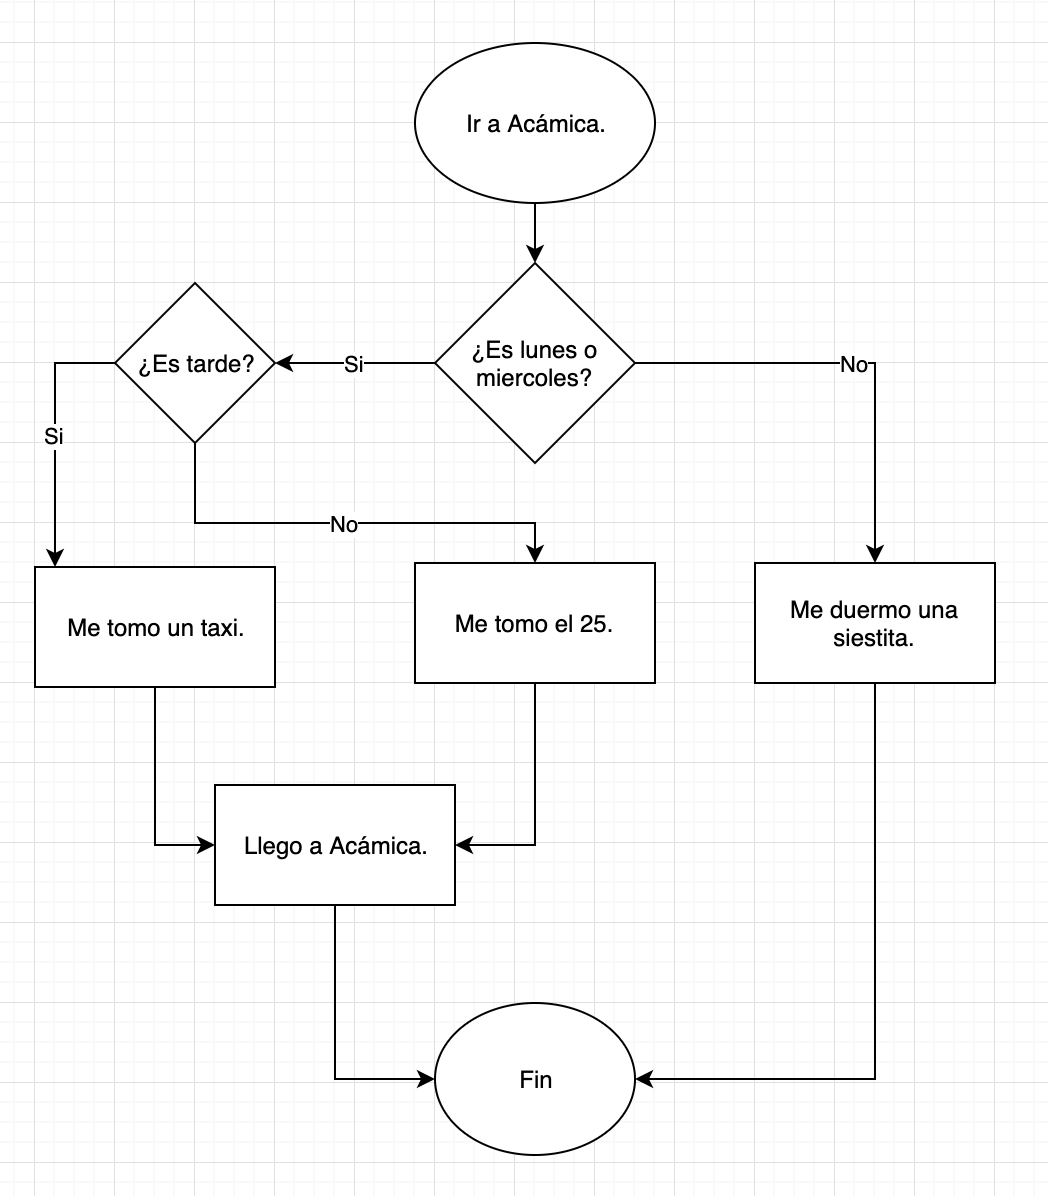 Ir a Acámica.
¿Es lunes o
miercoles?
Si
No
¿Es tarde?
Si
No
Me tomo un taxi.
Me tomo el 25.
Me duermo una
siestita.
Llego a Acámica.
Fin